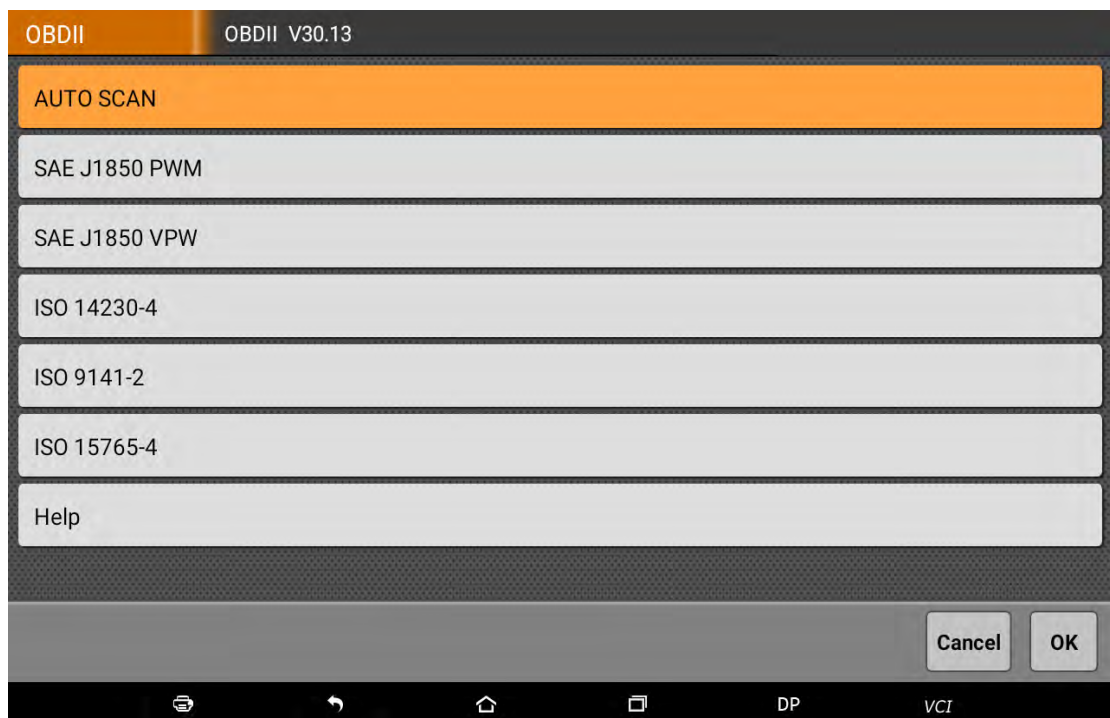 OBDII OBDII V30.13
AUTO SCAN
SAE J1850 PWM
SAE J1850 VPW
ISO 14230-4
ISO 9141-2
ISO 15765-4
Help
Cancel OK
DP VCI